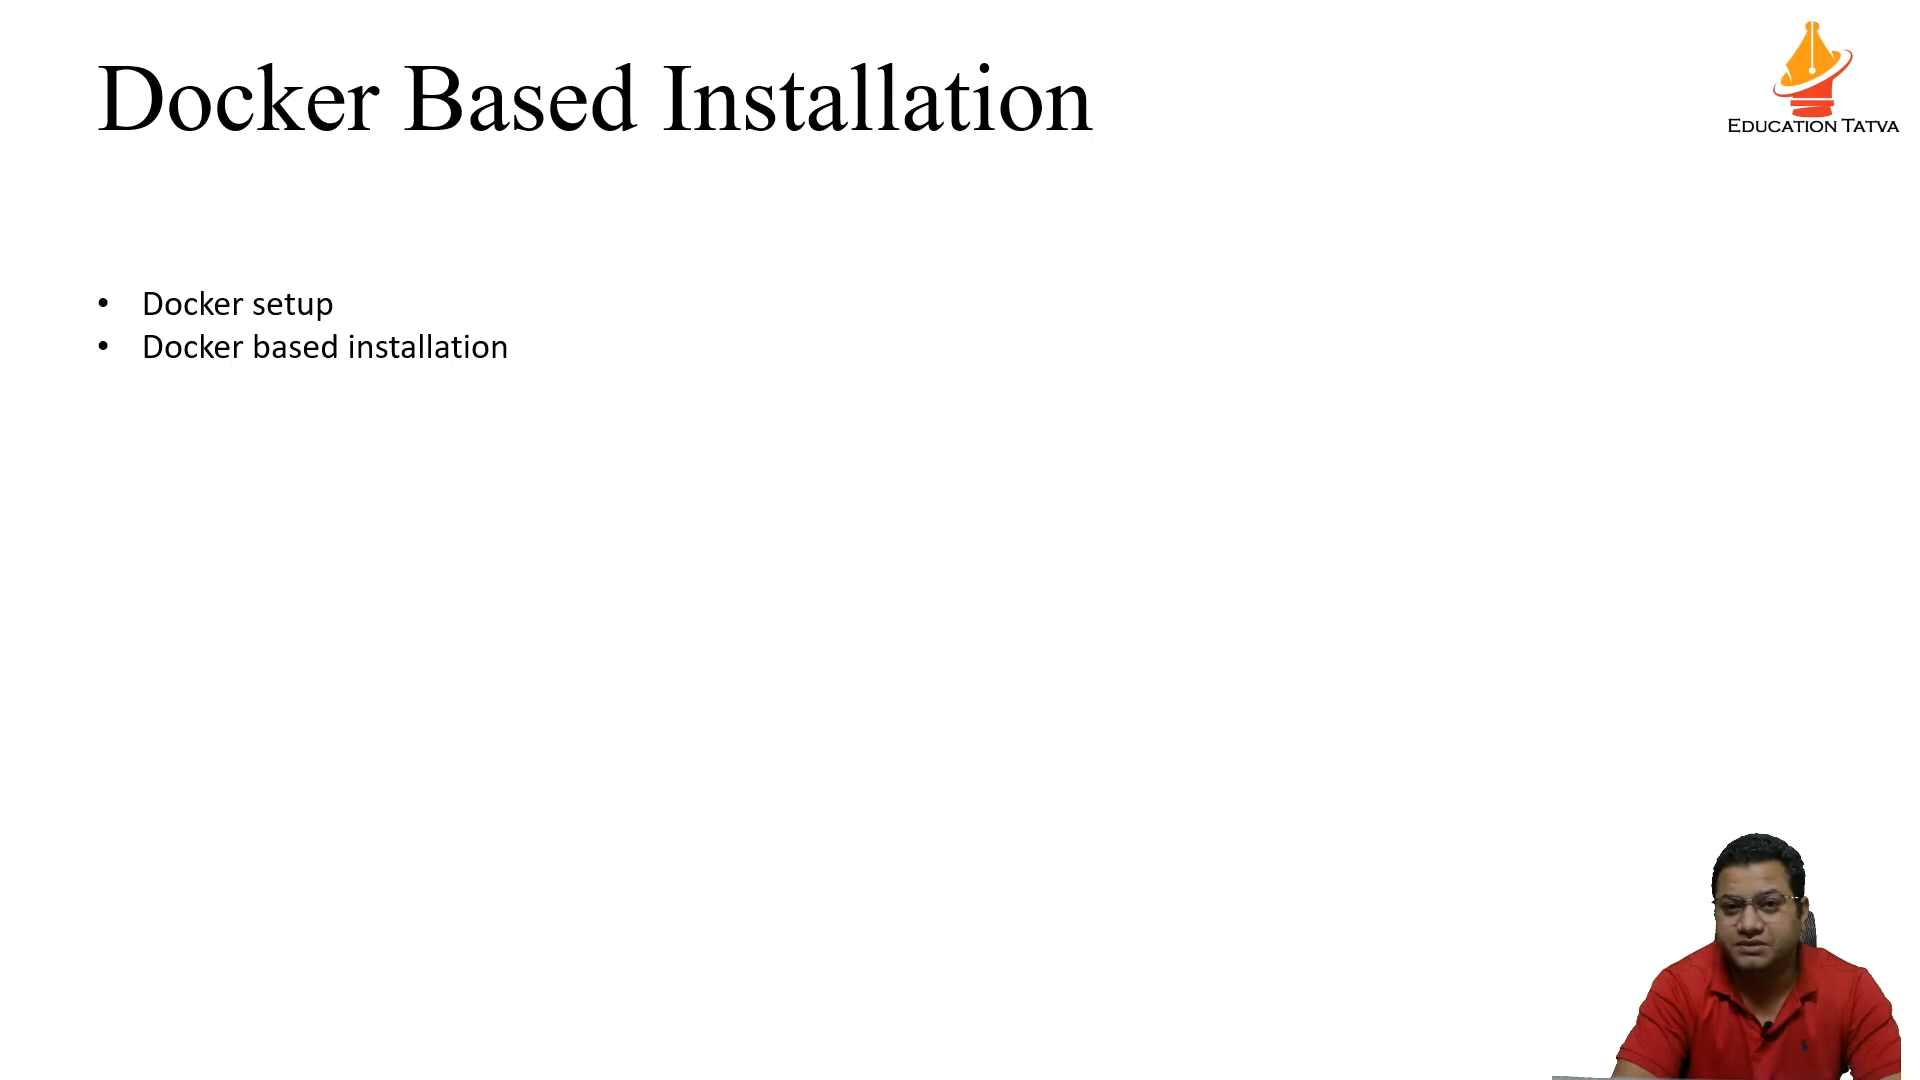 Docker Based Installation
EDUCATION TATVA
• Docker setup
• Docker based installation